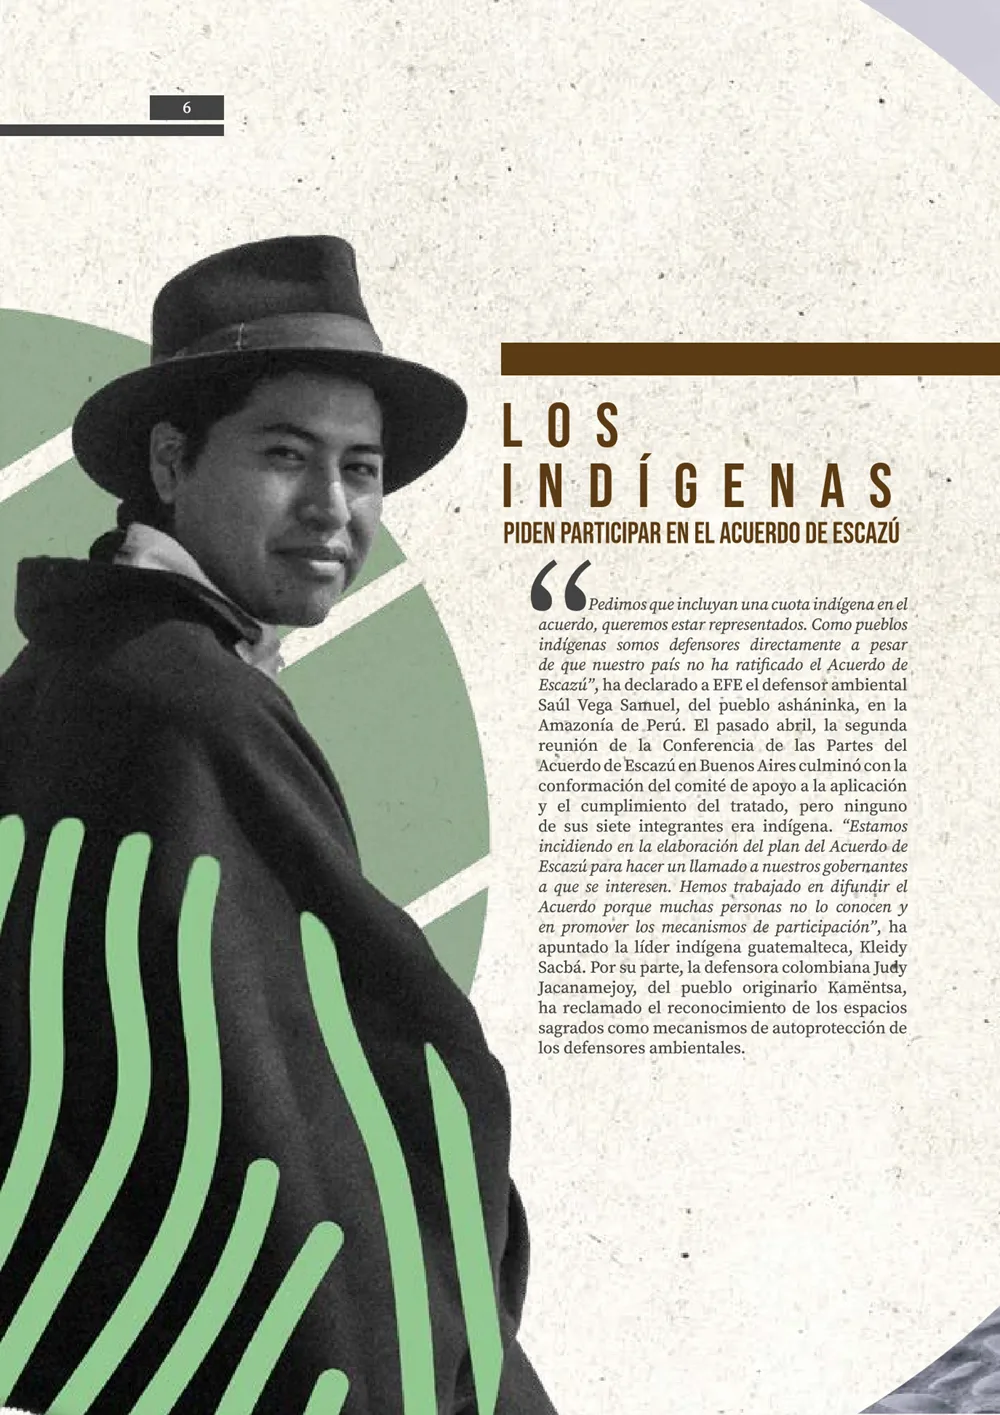 6
LOS
INDÍGENAS
PIDEN PARTICIPAR EN EL ACUERDO DE ESCAZÚ
“Pedimos que incluyan una cuota indígena en el
acuerdo, queremos estar representados. Como pueblos
indígenas somos defensores directamente a pesar
de que nuestro país no ha ratificado el Acuerdo de
Escazú”, ha declarado a EFE el defensor ambiental
Saúl Vega Samuel, del pueblo asháninka, en la
Amazonía de Perú. El pasado abril, la segunda
reunión de la Conferencia de las Partes del
Acuerdo de Escazú en Buenos Aires culminó con la
conformación del comité de apoyo a la aplicación
y el cumplimiento del tratado, pero ninguno
de sus siete integrantes era indígena. “Estamos
incidiendo en la elaboración del plan del Acuerdo de
Escazú para hacer un llamado a nuestros gobernantes
a que se interesen. Hemos trabajado en difundir el
Acuerdo porque muchas personas no lo conocen y
en promover los mecanismos de participación”, ha
apuntado la líder indígena guatemalteca, Kleidy
Sacbá. Por su parte, la defensora colombiana Judy
Jacanamejoy, del pueblo originario Kamëntsa,
ha reclamado el reconocimiento de los espacios
sagrados como mecanismos de autoprotección de
los defensores ambientales.